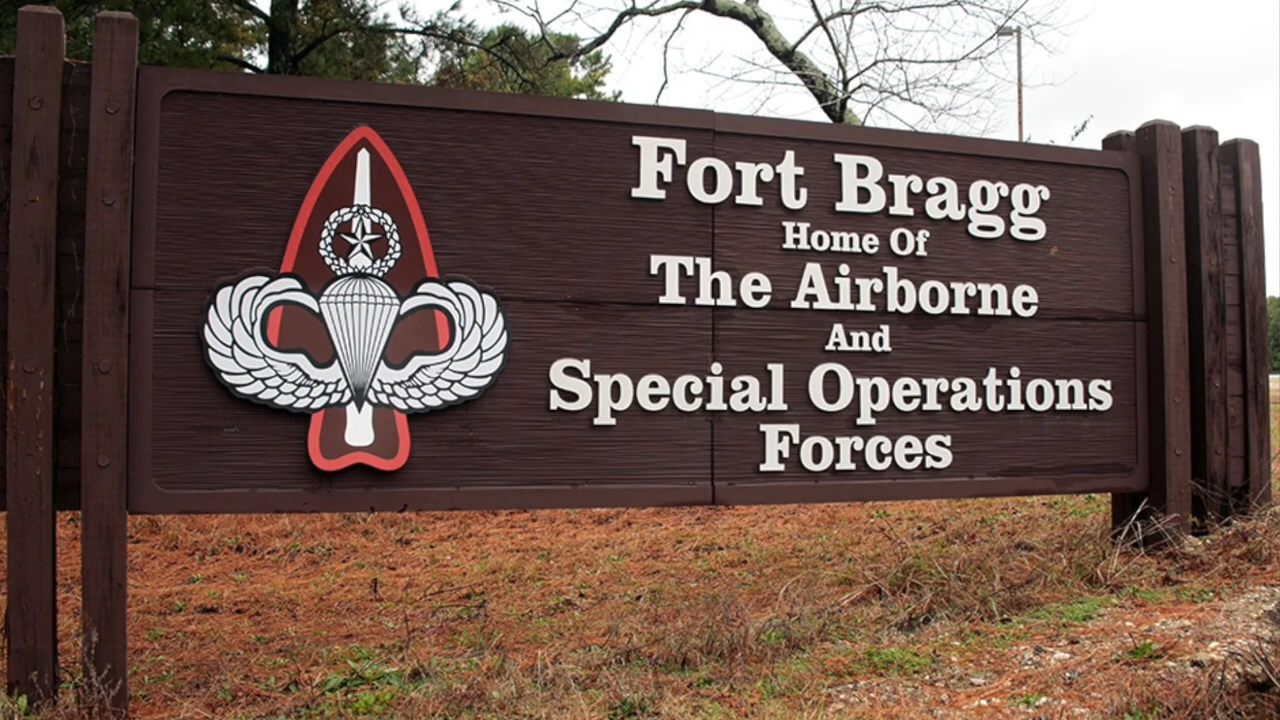 Fort Bragg
Home Of
The Airborne
And
Special Operations
Forces